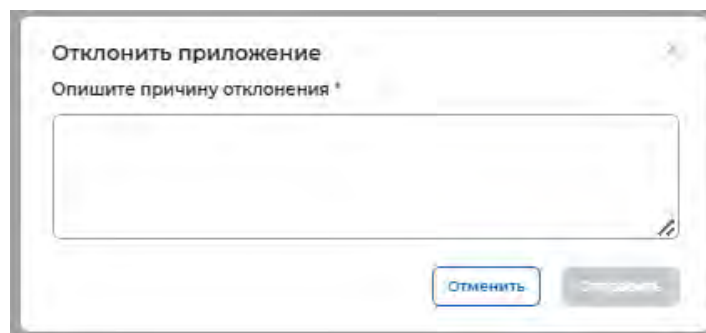 Отклонить приложение
Опишите причину отклонения *
Отменить